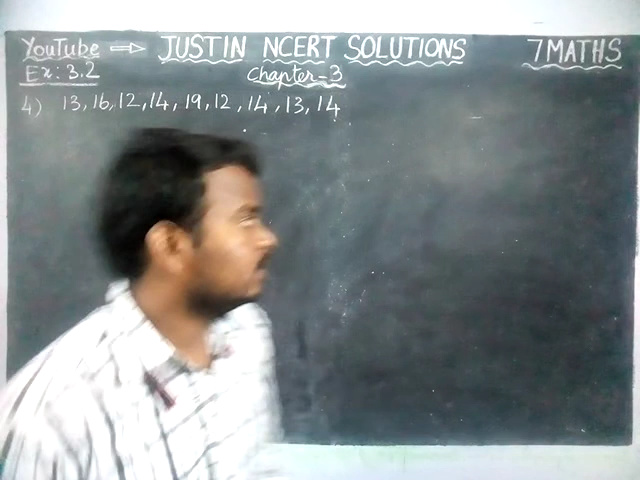 YouTube ⇒ JUSTIN NCERT SOLUTIONS 7MATHS
Ex: 3.2 Chapter-3
4) 13, 16, 12, 14, 19, 12, 14, 13, 14